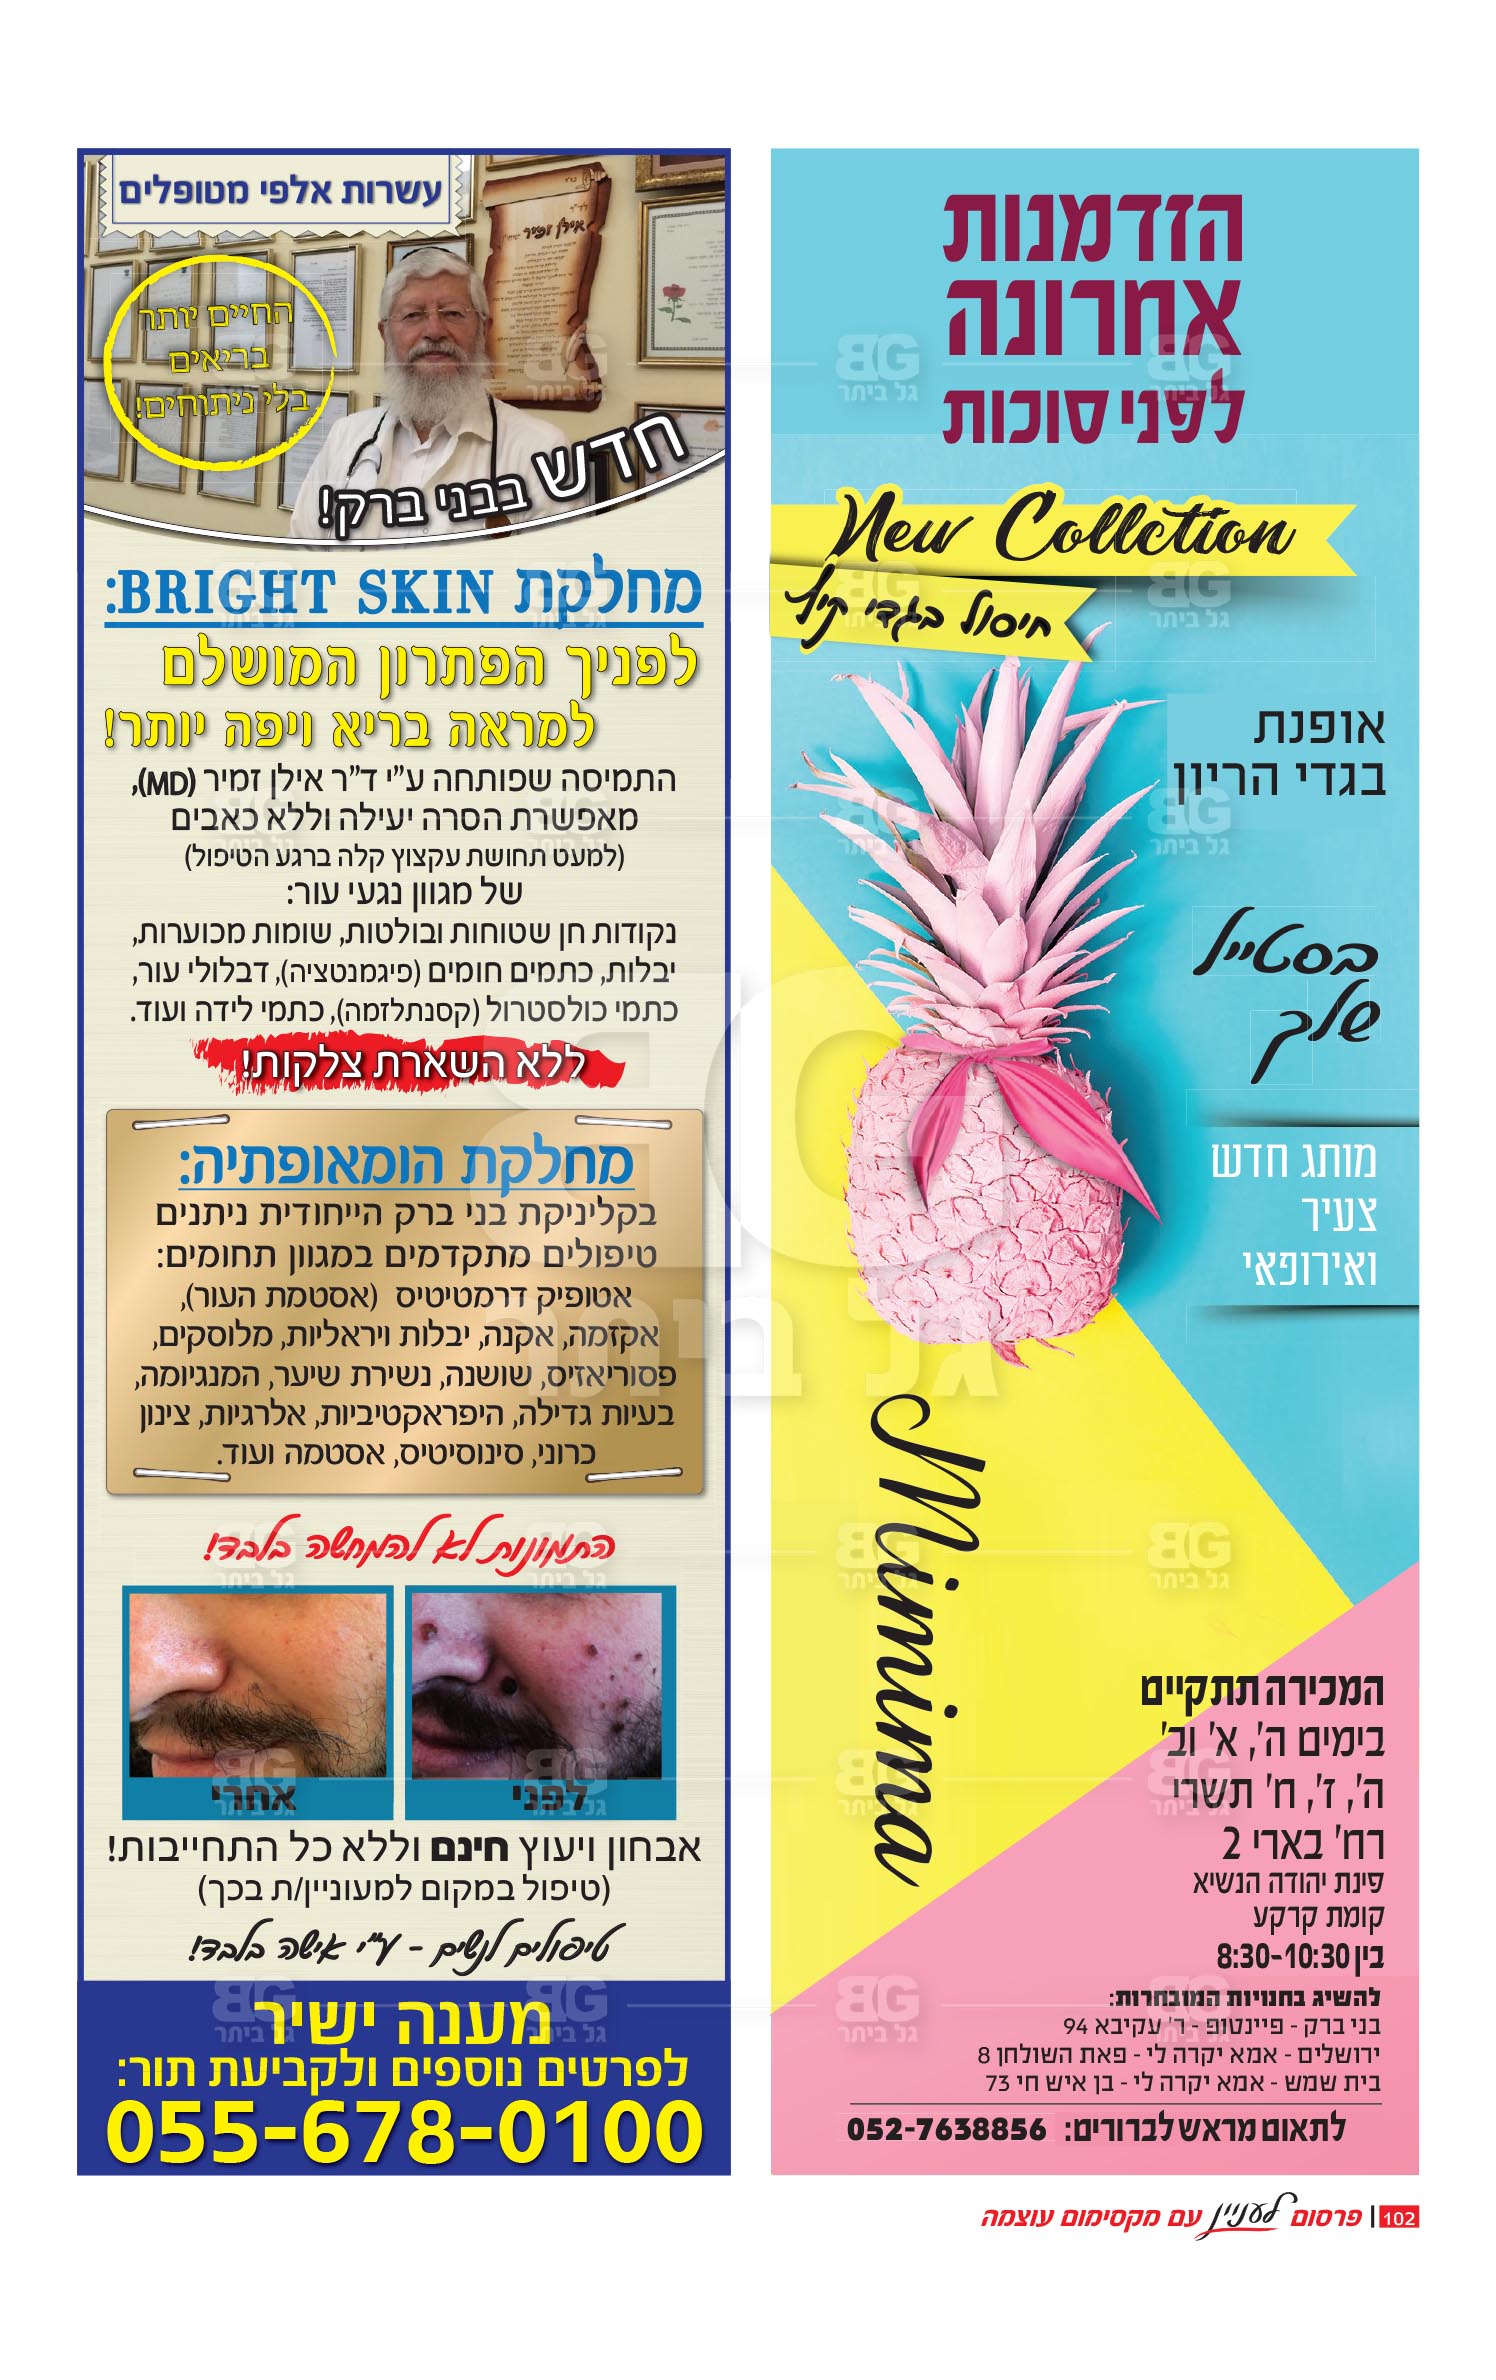 הזדמנות
אחרונה
לפני סוכות
New Collction
חיסול בגדי קיץ
אופנת
בגדי הריון
בסטייל
שלך
מותג חדש
צעיר
ואירופאי
Minima
המכירה תתקיים
בימים ה', א' וב'
ה', ז', ח' תשרי
רח' בארי 2
פינת יהודה הנשיא
קומת קרקע
בין 8:30-10:30
להשיג בחנויות המובחרות:
בני ברק - פיינטופ - ר' עקיבא 94
ירושלים - אמא יקרה לי - פאת השולחן 8
בית שמש - אמא יקרה לי - בן איש חי 73
לתאום מראש לברורים: 052-7638856
עשרות אלפי מטופלים
אילן זמיר
החיים יותר
בריאים
בלי ניתוחים!
חדש בבני ברק!
מחלקת BRIGHT SKIN:
לפניך הפתרון המושלם
למראה בריא ויפה יותר!
התמיסה שפותחה ע"י ד"ר אילן זמיר (MD),
מאפשרת הסרה יעילה וללא כאבים
(למעט תחושת עקצוץ קלה ברגע הטיפול)
של מגוון נגעי עור:
נקודות חן שטוחות ובולטות, שומות מכוערות,
יבלות, כתמים חומים (פיגמנטציה), דבלולי עור,
כתמי כולסטרול (קסנתלזמה), כתמי לידה ועוד.
ללא השארת צלקות!
מחלקת הומאופתיה:
בקליניקת בני ברק הייחודית ניתנים
טיפולים מתקדמים במגוון תחומים:
אטופיק דרמטיטיס (אסטמת העור),
אקזמה, אקנה, יבלות ויראליות, מלוסקים,
פסוריאזיס, שושנה, נשירת שיער, המנגיומה,
בעיות גדילה, היפראקטיביות, אלרגיות, צינון
כרוני, סינוסיטיס, אסטמה ועוד.
התמונות לא להמחשה בלבד!
לפני
אחרי
אבחון ויעוץ חינם וללא כל התחייבות!
(טיפול במקום למעוניין/ת בכך)
טיפולים לנשים - ע"י אישה בלבד!
מענה ישיר
לפרטים נוספים ולקביעת תור:
055-678-0100
102 | פרסום לעניין עם מקסימום עוצמה
BG
גל ביתר